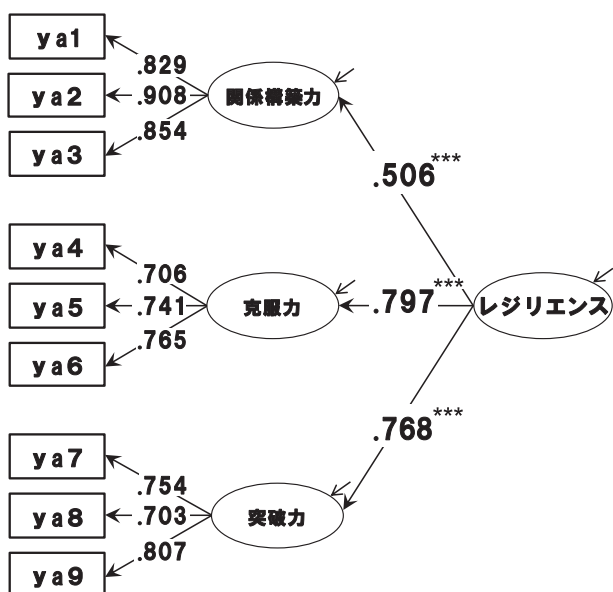 ya1
.829
ya2
.908
関係構築力
ya3
.854
.506***
ya4
.706
ya5
.741
克服力
.797***
レジリエンス
ya6
.765
.768***
ya7
.754
ya8
.703
突破力
ya9
.807